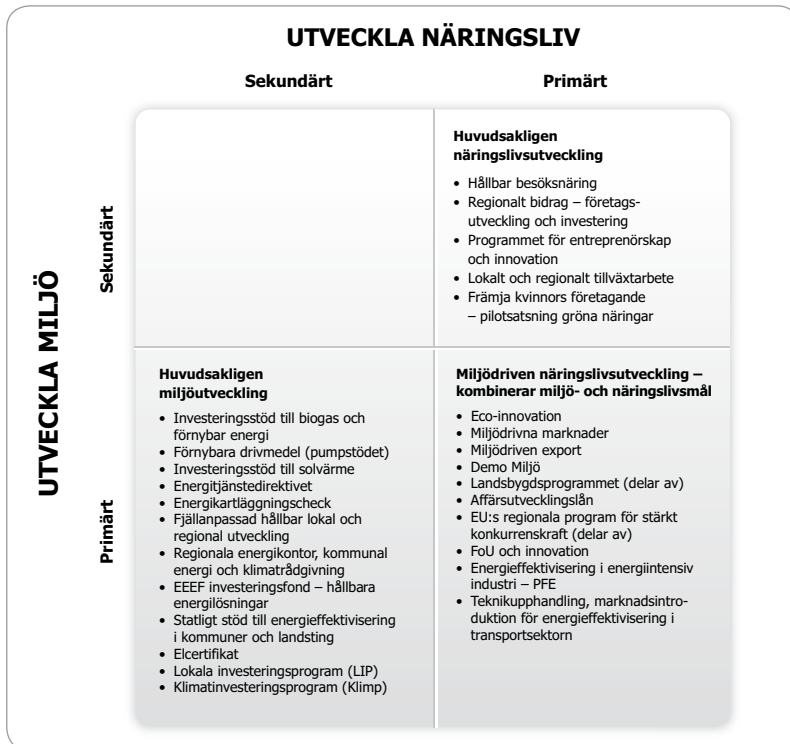 UTVECKLA NÄRINGSLIV
Sekundärt
Primärt
UTVECKLA MILJÖ
Sekundärt
Huvudsakligen
näringslivsutveckling
• Hållbar besöksnäring
• Regionalt bidrag – företags-
utveckling och investering
• Programmet för entreprenörskap
och innovation
• Lokalt och regionalt tillväxtarbete
• Främja kvinnors företagande
– pilotsatsning gröna näringar
Primärt
Huvudsakligen
miljöutveckling
• Investeringsstöd till biogas och
förnybar energi
• Förnybara drivmedel (pumpstödet)
• Investeringsstöd till solvärme
• Energitjänstedirektivet
• Energikartläggningscheck
• Fjällanpassad hållbar lokal och
regional utveckling
• Regionala energikontor, kommunal
energi och klimatrådgivning
• EEEF investeringsfond – hållbara
energilösningar
• Statligt stöd till energieffektivisering
i kommuner och landsting
• Elcertifikat
• Lokala investeringsprogram (LIP)
• Klimatinvesteringsprogram (Klimp)
Miljödriven näringslivsutveckling –
kombinerar miljö- och näringslivsmål
• Eco-innovation
• Miljödrivna marknader
• Miljödriven export
• Demo Miljö
• Landsbygdsprogrammet (delar av)
• Affärsutvecklingslån
• EU:s regionala program för stärkt
konkurrenskraft (delar av)
• FoU och innovation
• Energieffektivisering i energiintensiv
industri – PFE
• Teknikupphandling, marknadsintro-
duktion för energieffektivisering i
transportsektorn